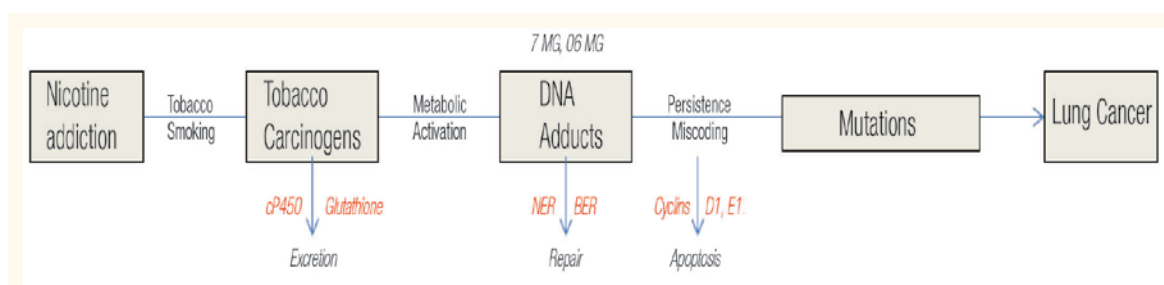 7 MG, 06 MG
Nicotine
addiction
Tobacco
Smoking
Tobacco
Carcinogens
Metabolic
Activation
DNA
Adducts
Persistence
Miscoding
Mutations
Lung Cancer
cP450 Glutathione
Excretion
NER BER
Repair
Cyclins D1, E1.
Apoptosis